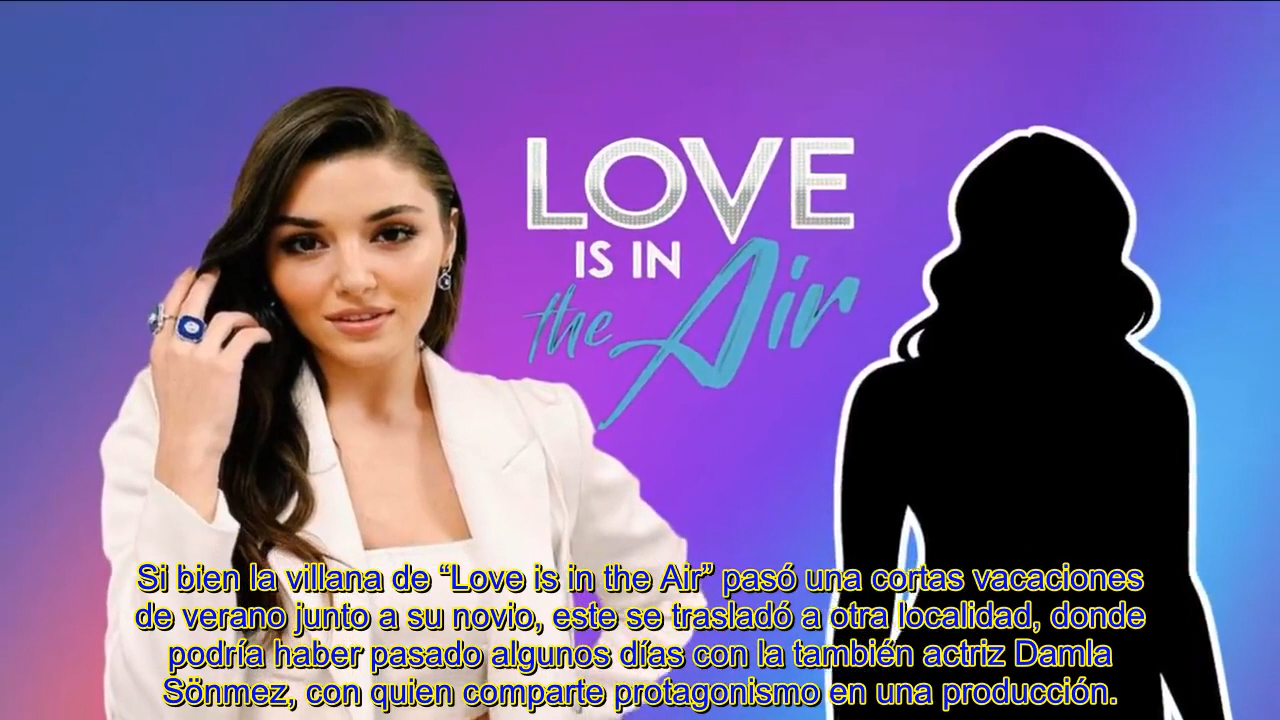 LOVE
IS IN
the Air
Si bien la villana de “Love is in the Air” pasó una cortas vacaciones
de verano junto a su novio, este se trasladó a otra localidad, donde
podría haber pasado algunos días con la también actriz Damla
Sönmez, con quien comparte protagonismo en una producción.